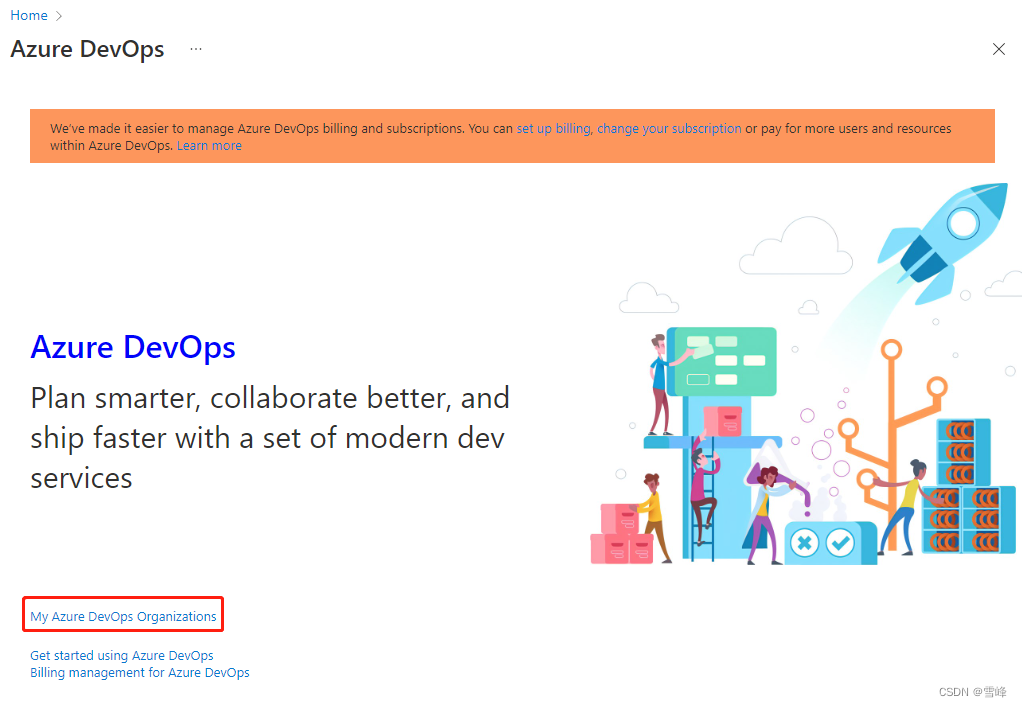 Home
Azure DevOps ...
We've made it easier to manage Azure DevOps billing and subscriptions. You can set up billing, change your subscription or pay for more users and resources
within Azure DevOps. Learn more
Azure DevOps
Plan smarter, collaborate better, and
ship faster with a set of modern dev
services
My Azure DevOps Organizations
Get started using Azure DevOps
Billing management for Azure DevOps
CSDN @雪峰